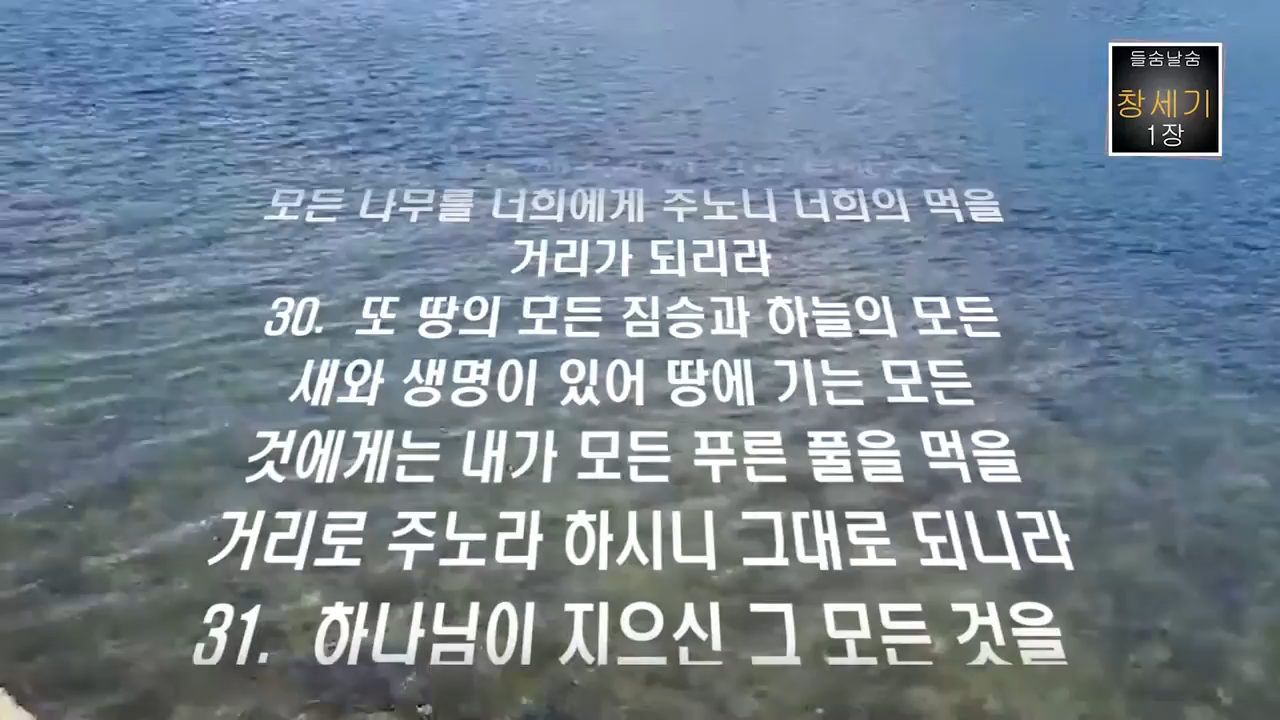 들숨날숨
창세기
1장
모든 나무를 너희에게 주노니 너희의 먹을
거리가 되리라
30. 또 땅의 모든 짐승과 하늘의 모든
새와 생명이 있어 땅에 기는 모든
것에게는 내가 모든 푸른 풀을 먹을
거리로 주노라 하시니 그대로 되니라
31. 하나님이 지으신 그 모든 것을